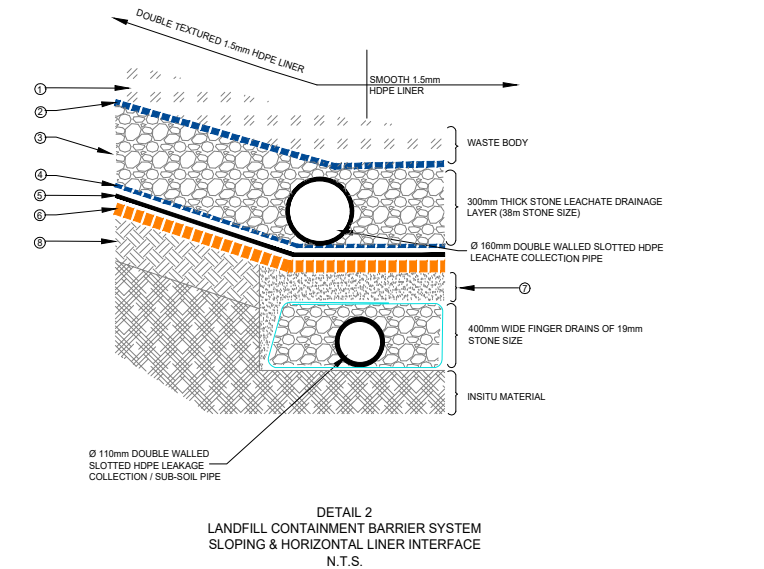 DOUBLE TEXTURED 1.5mm HDPE LINER
SMOOTH 1.5mm
HDPE LINER
1
2
3
4
5
6
8
WASTE BODY
300mm THICK STONE LEACHATE DRAINAGE
LAYER (38m STONE SIZE)
Ø 160mm DOUBLE WALLED SLOTTED HDPE
LEACHATE COLLECTION PIPE
7
400mm WIDE FINGER DRAINS OF 19mm
STONE SIZE
INSITU MATERIAL
Ø 110mm DOUBLE WALLED
SLOTTED HDPE LEAKAGE
COLLECTION / SUB-SOIL PIPE
DETAIL 2
LANDFILL CONTAINMENT BARRIER SYSTEM
SLOPING & HORIZONTAL LINER INTERFACE
N.T.S.